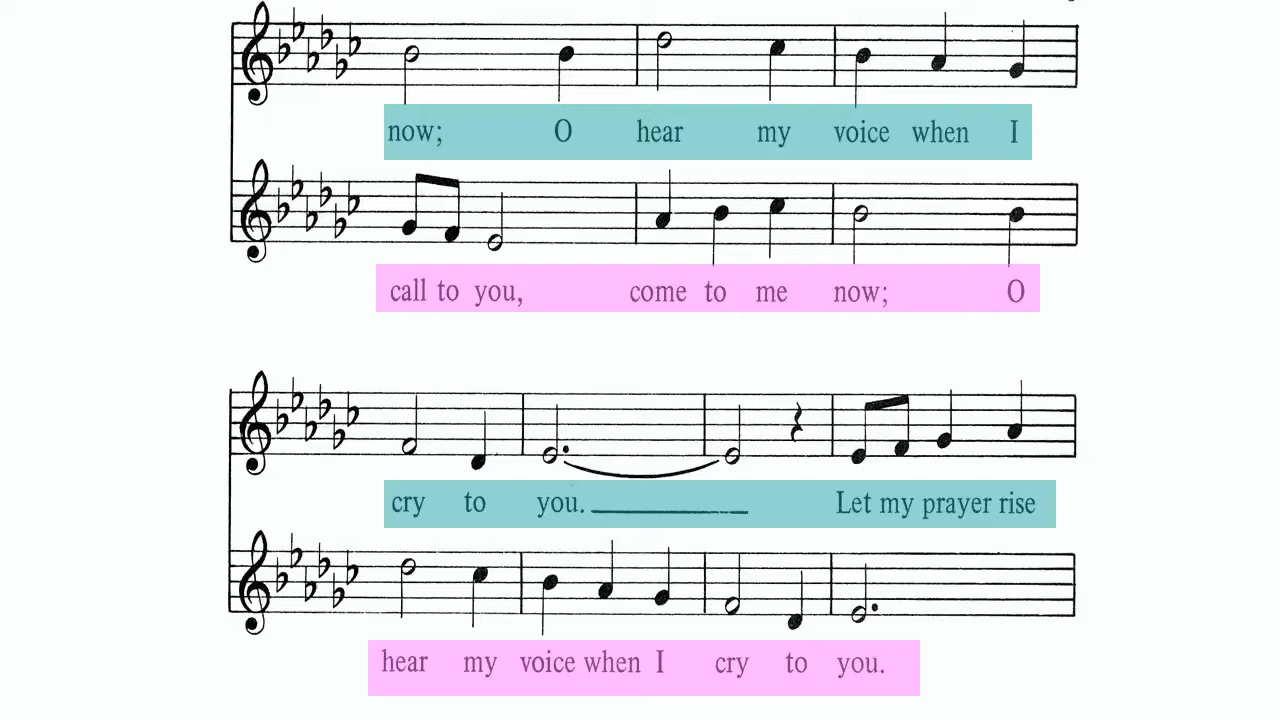 now; O hear my voice when I
call to you, come to me now; O
cry to you. Let my prayer rise
hear my voice when I cry to you.